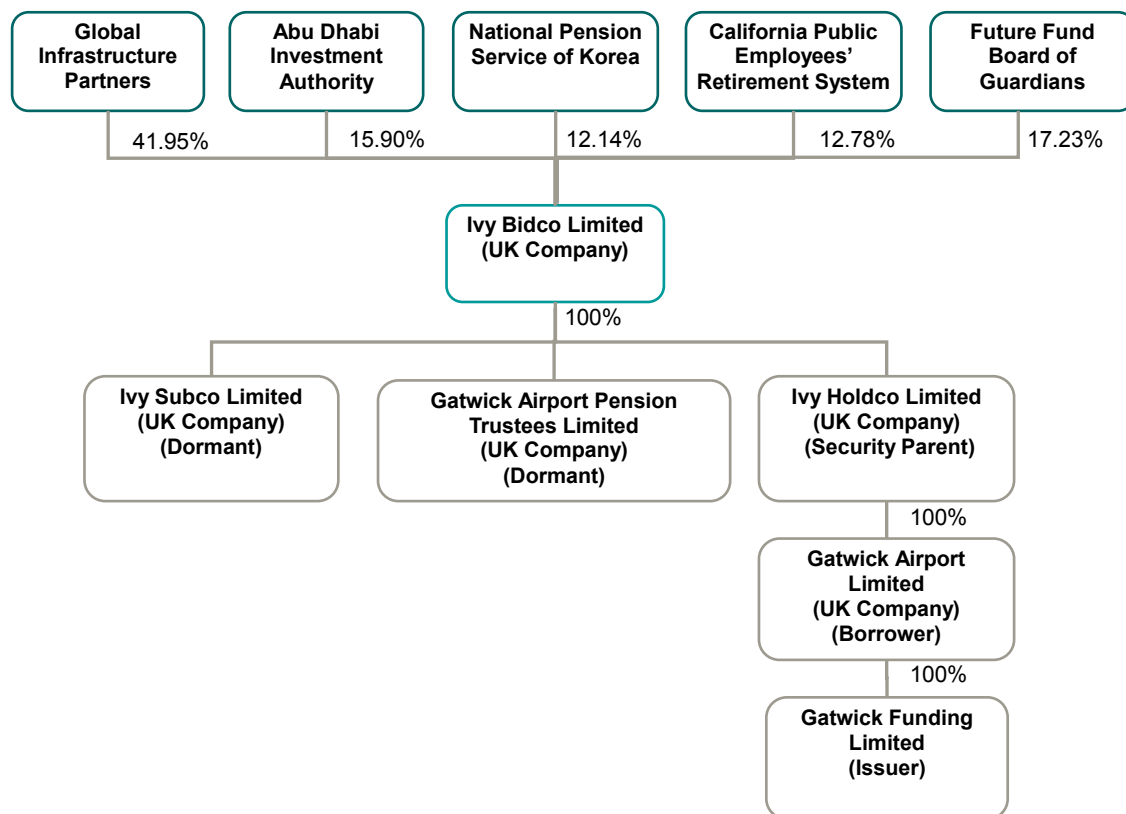 Global
Infrastructure
Partners
Abu Dhabi
Investment
Authority
National Pension
Service of Korea
California Public
Employees’
Retirement System
Future Fund
Board of
Guardians
41.95%
15.90%
12.14%
12.78%
17.23%
Ivy Bidco Limited
(UK Company)
100%
Ivy Subco Limited
(UK Company)
(Dormant)
Gatwick Airport Pension
Trustees Limited
(UK Company)
(Dormant)
Ivy Holdco Limited
(UK Company)
(Security Parent)
100%
Gatwick Airport
Limited
(UK Company)
(Borrower)
100%
Gatwick Funding
Limited
(Issuer)